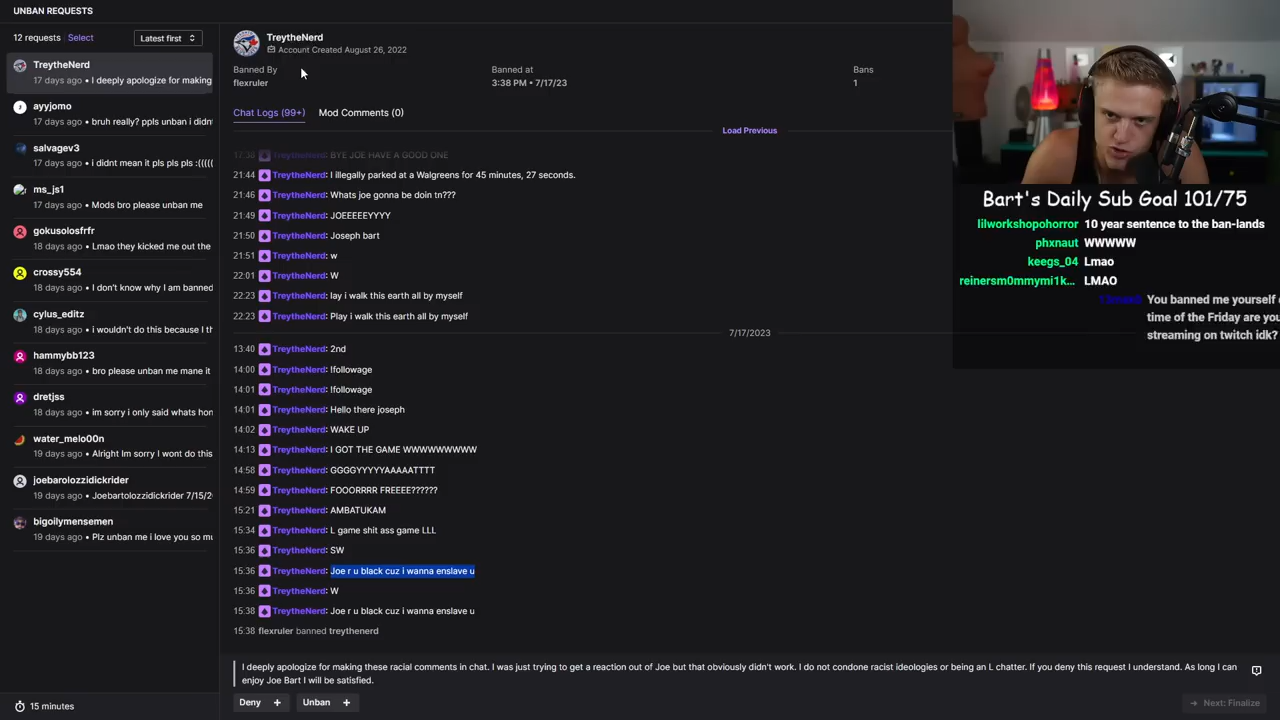 UNBAN REQUESTS
12 requests Select Latest first
TreytheNerd
17 days ago • I deeply apologize for making
ayyjomo
17 days ago • bruh really? ppls unban i didnt
salvagev3
17 days ago • i didnt mean it pls pls pls :(((((
ms_js1
17 days ago • Mods bro please unban me
gokusolosfrfr
18 days ago • Lmao they kicked me out the
crossy554
18 days ago • I don't know why I am banned
cylus_editz
18 days ago • i wouldn't do this because I th
hammybb123
18 days ago • bro please unban me mane it
dretjss
18 days ago • im sorry i only said whats hon
water_melo00n
19 days ago • Alright Im sorry I wont do this
joebarolozzidickrider
19 days ago • Joebartolozzidickrider 7/15/2
bigollymensemen
19 days ago • Plz unban me i love you so mu
15 minutes
TreytheNerd
Account Created August 26, 2022
Banned By Banned at Bans
flexruler 3:38 PM • 7/17/23 1
Chat Logs (99+) Mod Comments (0)
Load Previous
17:38 TreytheNerd: BYE JOE HAVE A GOOD ONE
21:44 TreytheNerd: I illegally parked at a Walgreens for 45 minutes, 27 seconds.
21:46 TreytheNerd: Whats joe gonna be doin tn???
21:49 TreytheNerd: JOEEEEEYYYY
21:50 TreytheNerd: Joseph bart
21:51 TreytheNerd: w
22:01 TreytheNerd: W
22:23 TreytheNerd: lay i walk this earth all by myself
22:23 TreytheNerd: Play i walk this earth all by myself
7/17/2023
13:40 TreytheNerd: 2nd
14:00 TreytheNerd: !followage
14:01 TreytheNerd: !followage
14:01 TreytheNerd: Hello there joseph
14:02 TreytheNerd: WAKE UP
14:13 TreytheNerd: I GOT THE GAME WWWWWWWWW
14:58 TreytheNerd: GGGGYYYYYAAAAATTTT
14:59 TreytheNerd: FOOORRRR FREEEE??????
15:21 TreytheNerd: AMBATUKAM
15:34 TreytheNerd: L game shit ass game LLL
15:36 TreytheNerd: SW
15:36 TreytheNerd: Joe r u black cuz i wanna enslave u
15:36 TreytheNerd: W
15:38 TreytheNerd: Joe r u black cuz i wanna enslave u
15:38 flexruler banned treythenerd
I deeply apologize for making these racial comments in chat. I was just trying to get a reaction out of Joe but that obviously didn't work. I do not condone racist ideologies or being an L chatter. If you deny this request I understand. As long I can
enjoy Joe Bart I will be satisfied.
Deny + Unban + → Next: Finalize
Bart's Daily Sub Goal 101/75
lilworkshopohorror 10 year sentence to the ban-lands
phxnaut WWWWW
keegs_04 Lmao
reinersm0mmymi1k... LMAO
You banned me yourself
time of the Friday are you
streaming on twitch idk?